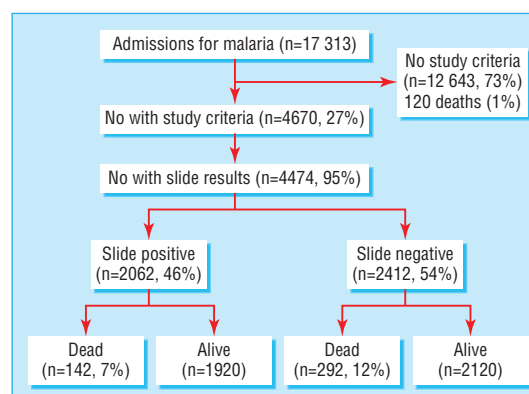 Admissions for malaria (n=17 313)
No study criteria
(n=12 643, 73%)
120 deaths (1%)
No with study criteria (n=4670, 27%)
No with slide results (n=4474, 95%)
Slide positive
(n=2062, 46%)
Slide negative
(n=2412, 54%)
Dead
(n=142, 7%)
Alive
(n=1920)
Dead
(n=292, 12%)
Alive
(n=2120)